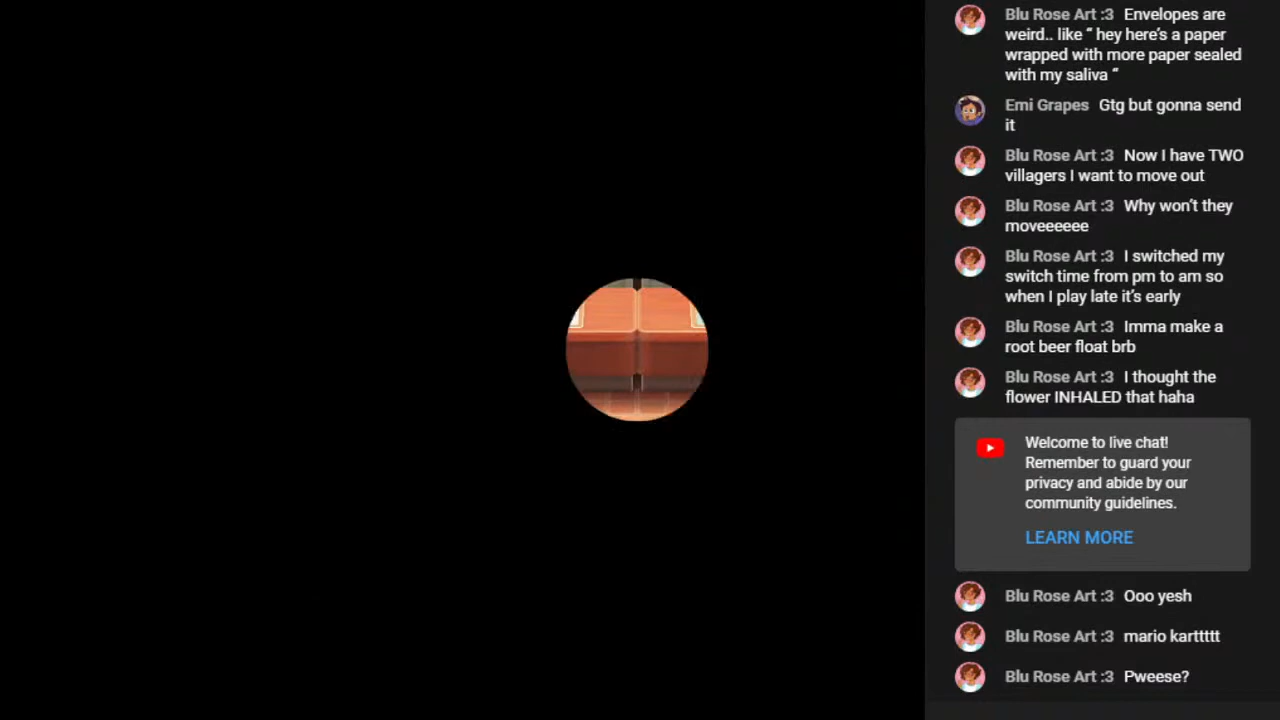 Blu Rose Art :3 Envelopes are
weird.. like “ hey here’s a paper
wrapped with more paper sealed
with my saliva “
Emi Grapes Gtg but gonna send
it
Blu Rose Art :3 Now I have TWO
villagers I want to move out
Blu Rose Art :3 Why won’t they
moveeeeee
Blu Rose Art :3 I switched my
switch time from pm to am so
when I play late it’s early
Blu Rose Art :3 Imma make a
root beer float brb
Blu Rose Art :3 I thought the
flower INHALED that haha
Welcome to live chat!
Remember to guard your
privacy and abide by our
community guidelines.
LEARN MORE
Blu Rose Art :3 Ooo yesh
Blu Rose Art :3 mario karttttt
Blu Rose Art :3 Pweese?